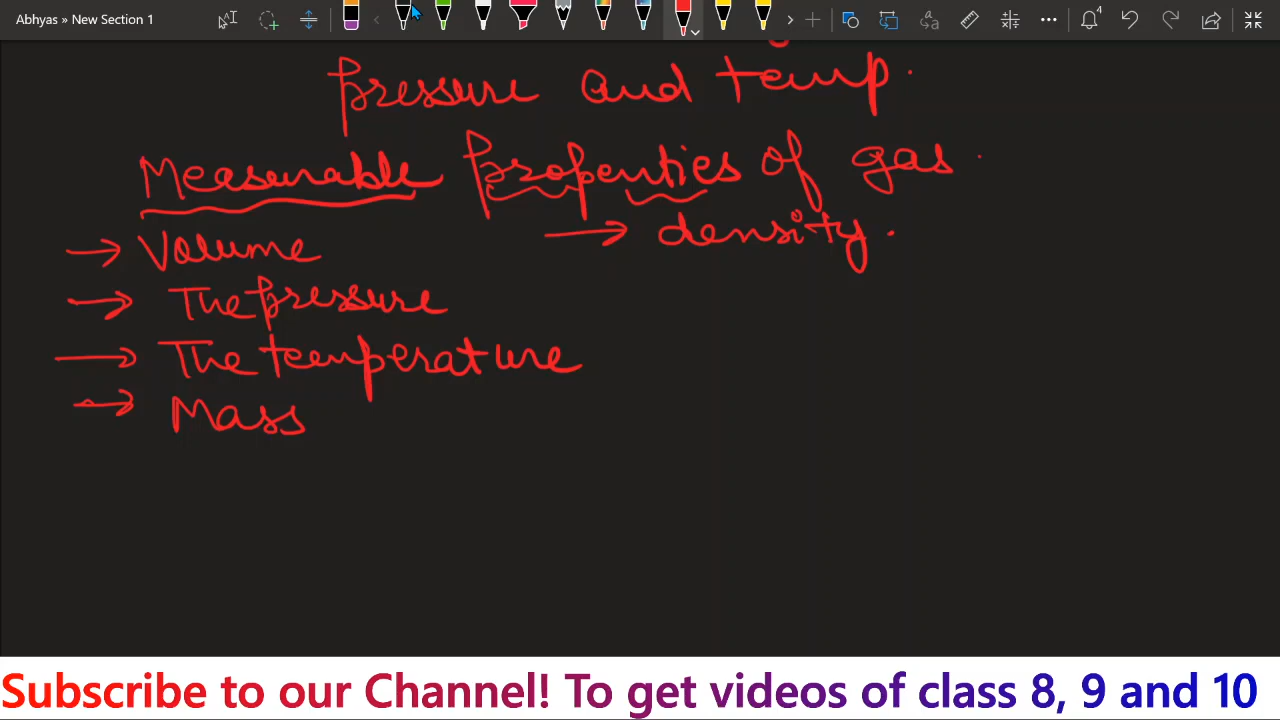 Abhyas » New Section 1
4
pressure and temp.
Measurable properties of gas
→ Volume
→ density.
→ The pressure
→ The temperature
→ Mass
Subscribe to our Channel! To get videos of class 8, 9 and 10